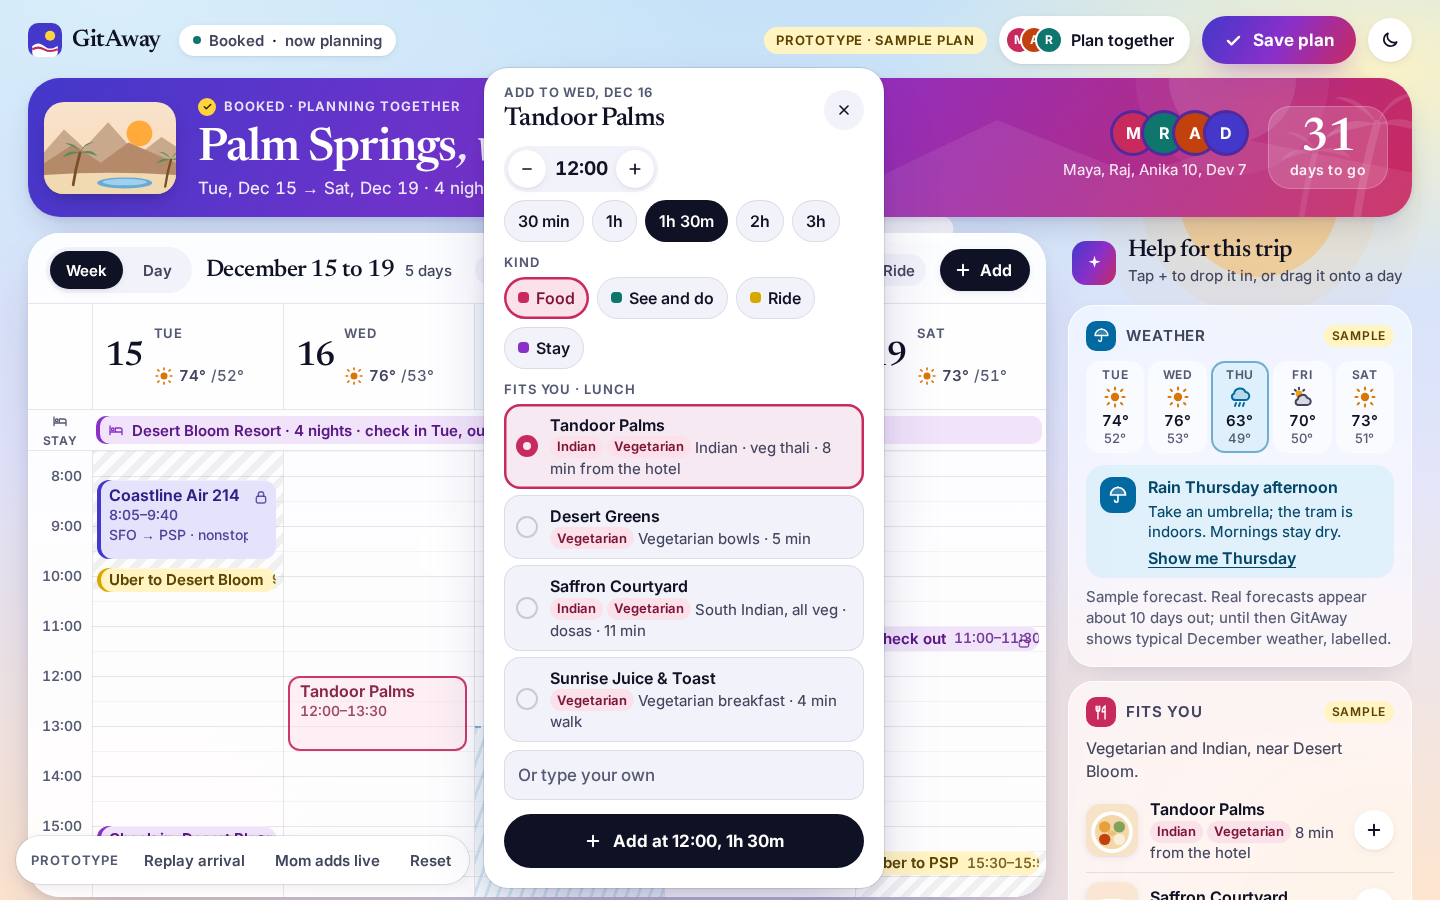 GitAway
Booked · now planning
PROTOTYPE · SAMPLE PLAN
M A R
Plan together
Save plan
BOOKED · PLANNING TOGETHER
Palm Springs,
Tue, Dec 15 → Sat, Dec 19 · 4 nigh
M R A D
Maya, Raj, Anika 10, Dev 7
31
days to go
Week
Day
December 15 to 19
5 days
Ride
Add
15
TUE
74° /52°
16
WED
76° /53°
9
SAT
73° /51°
STAY
Desert Bloom Resort · 4 nights · check in Tue, ou
8:00
9:00
10:00
11:00
12:00
13:00
14:00
15:00
Coastline Air 214
8:05–9:40
SFO → PSP · nonstop
Uber to Desert Bloom
Tandoor Palms
12:00–13:30
heck out 11:00–11:30
ber to PSP 15:30–15:
PROTOTYPE
Replay arrival
Mom adds live
Reset
ADD TO WED, DEC 16
Tandoor Palms
12:00
30 min
1h
1h 30m
2h
3h
KIND
Food
See and do
Ride
Stay
FITS YOU · LUNCH
Tandoor Palms
Indian Vegetarian Indian · veg thali · 8
min from the hotel
Desert Greens
Vegetarian Vegetarian bowls · 5 min
Saffron Courtyard
Indian Vegetarian South Indian, all veg ·
dosas · 11 min
Sunrise Juice & Toast
Vegetarian Vegetarian breakfast · 4 min
walk
Or type your own
Add at 12:00, 1h 30m
Help for this trip
Tap + to drop it in, or drag it onto a day
WEATHER
SAMPLE
TUE
74°
52°
WED
76°
53°
THU
63°
49°
FRI
70°
50°
SAT
73°
51°
Rain Thursday afternoon
Take an umbrella; the tram is
indoors. Mornings stay dry.
Show me Thursday
Sample forecast. Real forecasts appear
about 10 days out; until then GitAway
shows typical December weather, labelled.
FITS YOU
SAMPLE
Vegetarian and Indian, near Desert
Bloom.
Tandoor Palms
Indian Vegetarian 8 min
from the hotel
Saffron Courtyard